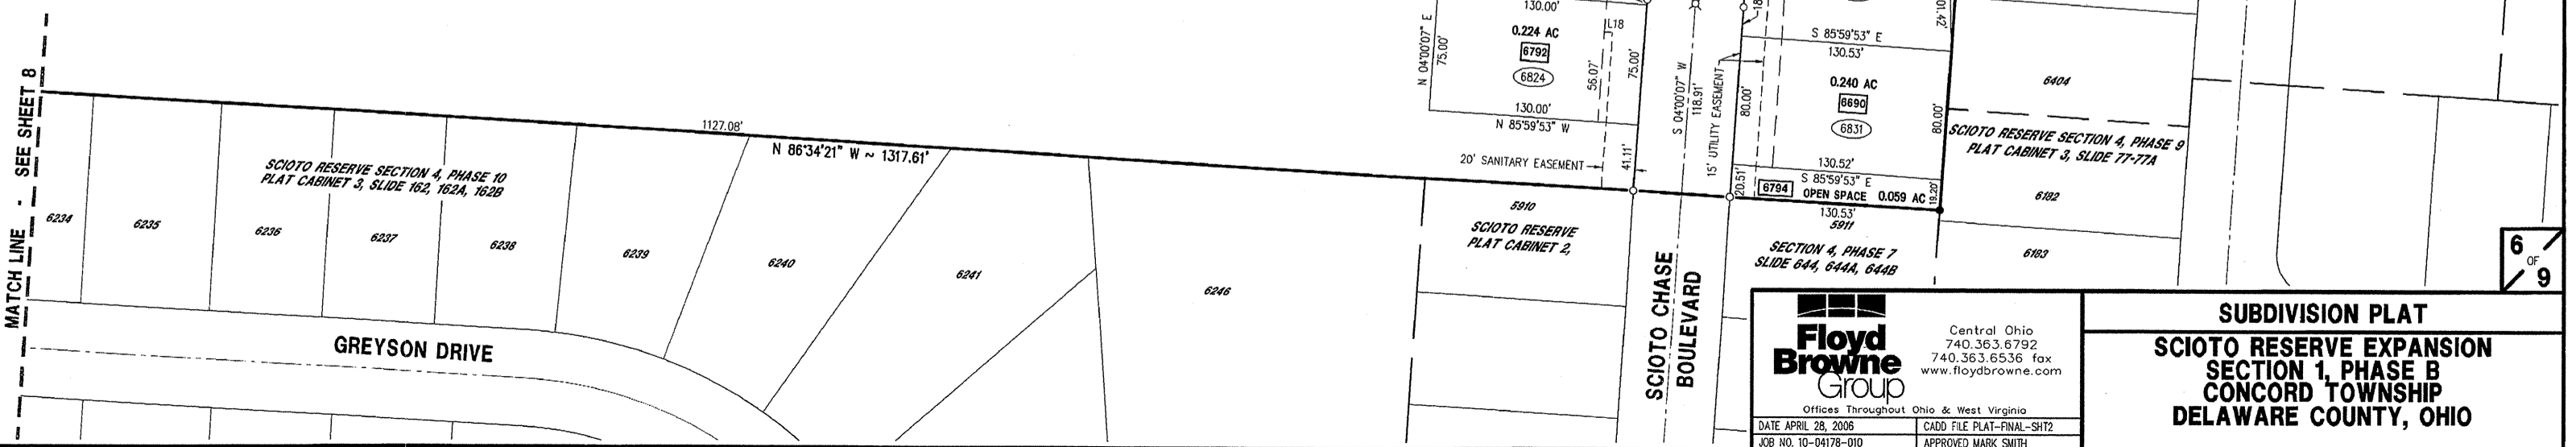 MATCH LINE - SEE SHEET 8
1127.08'
N 86°34'21" W ~ 1317.61'
SCIOTO RESERVE SECTION 4, PHASE 10
PLAT CABINET 3, SLIDE 162, 162A, 162B
6234
6235
6236
6237
6238
6239
6240
6241
6246
GREYSON DRIVE
130.00'
N 04°00'07" E
75.00'
0.224 AC
6792
6824
L18
56.07'
75.00'
130.00'
N 85°59'53" W
20' SANITARY EASEMENT
41.11'
S 04°00'07" W
118.91'
15' UTILITY EASEMENT
80.00'
20.51'
S 85°59'53" E
130.53'
0.240 AC
6690
6831
80.00'
130.52'
S 85°59'53" E
6794
OPEN SPACE 0.059 AC
19.20'
130.53'
5911
SECTION 4, PHASE 7
SLIDE 644, 644A, 644B
5910
SCIOTO RESERVE
PLAT CABINET 2,
SCIOTO CHASE
BOULEVARD
01.42'
6404
SCIOTO RESERVE SECTION 4, PHASE 9
PLAT CABINET 3, SLIDE 77-77A
6182
6183
6
OF
9
Floyd
Browne
Group
Central Ohio
740.363.6792
740.363.6536 fax
www.floydbrowne.com
Offices Throughout Ohio & West Virginia
DATE APRIL 28, 2006
CADD FILE PLAT-FINAL-SHT2
JOB NO. 10-04178-010
APPROVED MARK SMITH
SUBDIVISION PLAT
SCIOTO RESERVE EXPANSION
SECTION 1, PHASE B
CONCORD TOWNSHIP
DELAWARE COUNTY, OHIO